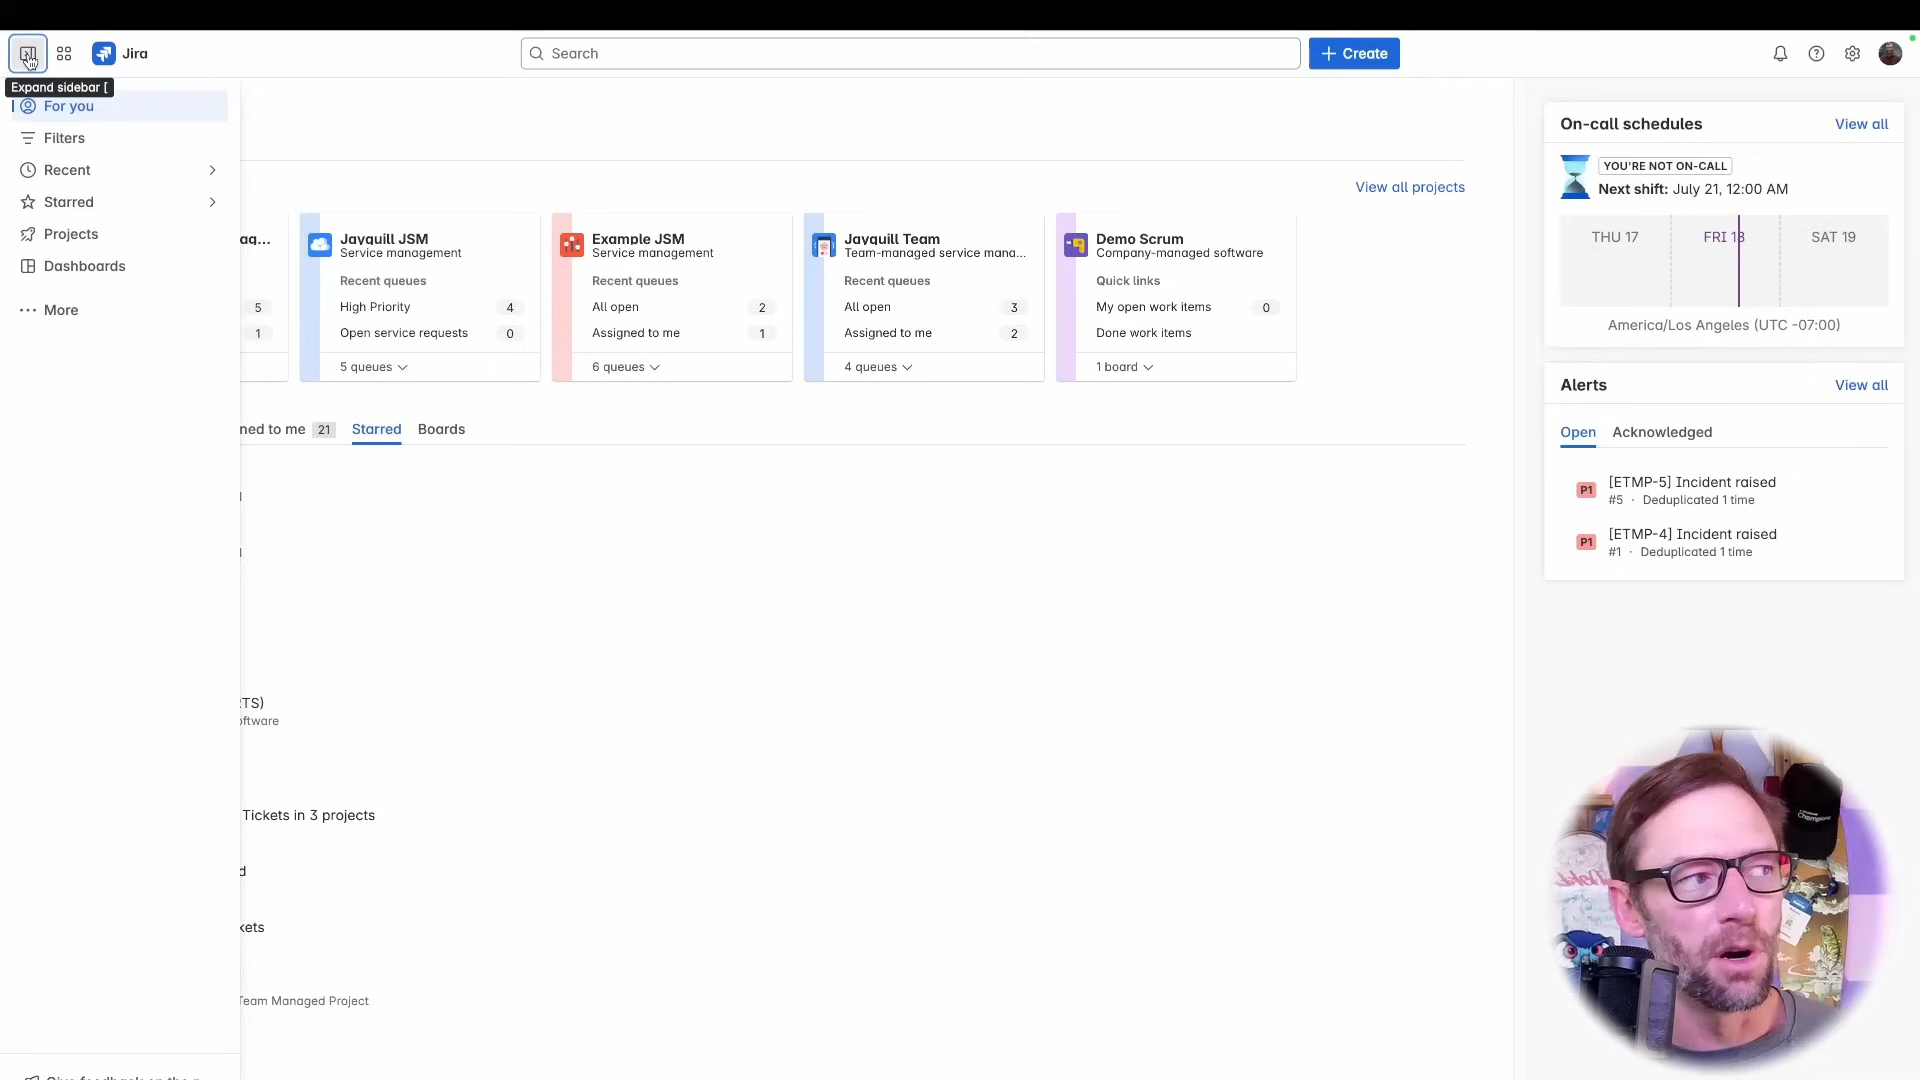 Jira
Search
Create
Expand sidebar [
For you
Filters
Recent
Starred
Projects
Dashboards
More
View all projects
ag...
5
1
Jayquill JSM
Service management
Recent queues
High Priority 4
Open service requests 0
5 queues
Example JSM
Service management
Recent queues
All open 2
Assigned to me 1
6 queues
Jayquill Team
Team-managed service mana...
Recent queues
All open 3
Assigned to me 2
4 queues
Demo Scrum
Company-managed software
Quick links
My open work items 0
Done work items
1 board
ned to me 21 Starred Boards
TS)
oftware
Tickets in 3 projects
d
kets
Team Managed Project
On-call schedules View all
YOU'RE NOT ON-CALL
Next shift: July 21, 12:00 AM
THU 17 FRI 18 SAT 19
America/Los Angeles (UTC -07:00)
Alerts View all
Open Acknowledged
P1 [ETMP-5] Incident raised
#5 · Deduplicated 1 time
P1 [ETMP-4] Incident raised
#1 · Deduplicated 1 time
Champions